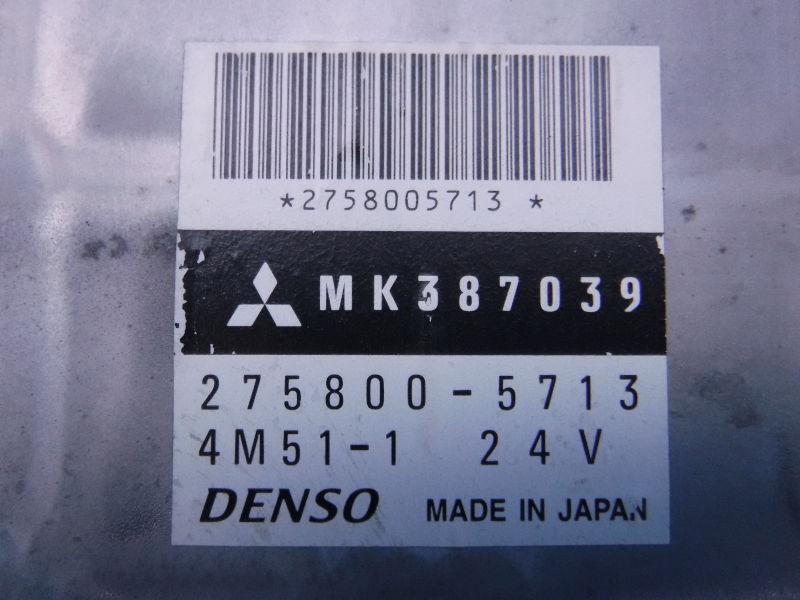 *2758005713 *
MK387039
275800-5713
4M51-1 24V
DENSO MADE IN JAPAN